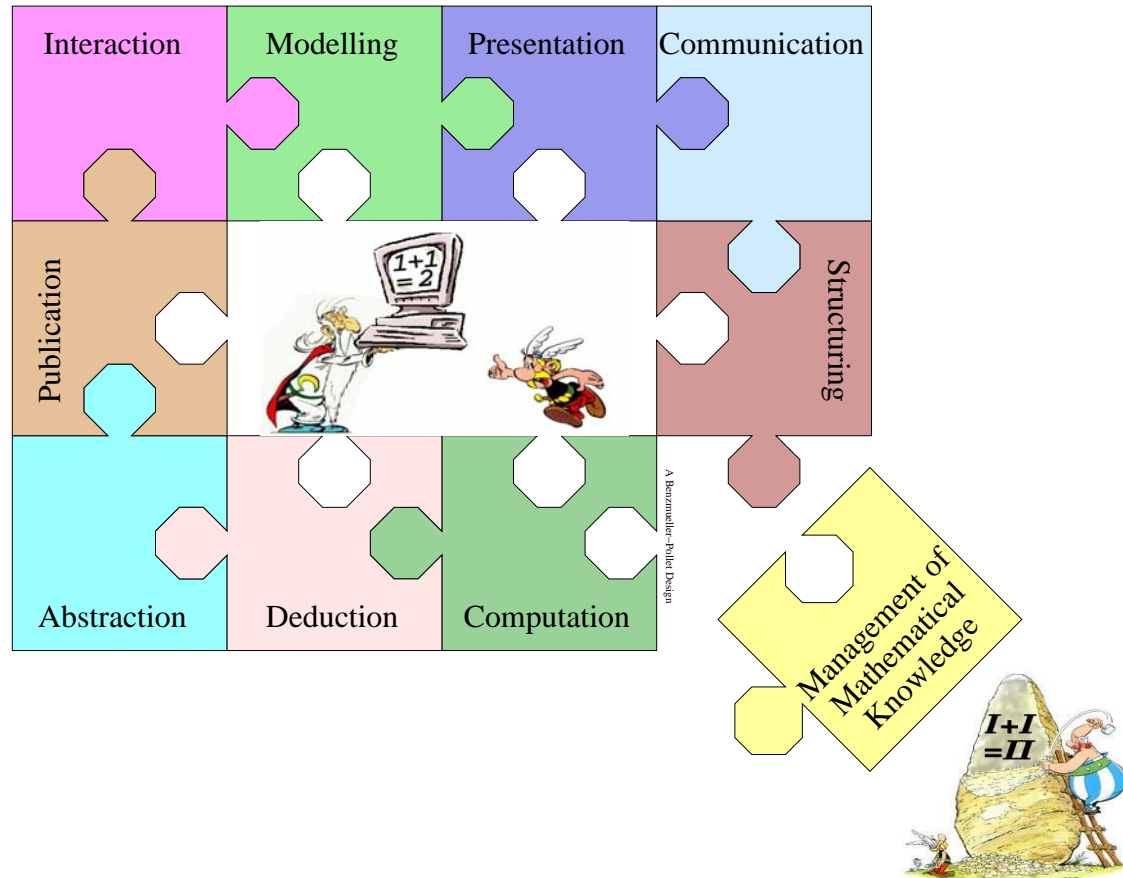 Interaction
Modelling
Presentation
Communication
Publication
1+1
=2
Structuring
A Benzmueller–Pollet Design
Abstraction
Deduction
Computation
Management of
Mathematical
Knowledge
I+I
=II